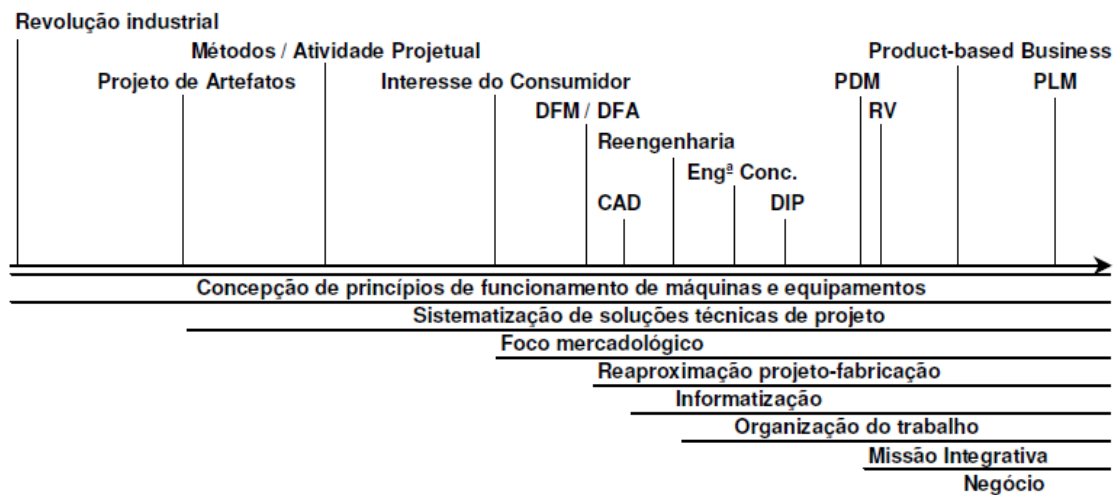 Revolução industrial
Métodos / Atividade Projetual
Product-based Business
Projeto de Artefatos
Interesse do Consumidor
PDM
PLM
DFM / DFA
RV
Reengenharia
Engª Conc.
CAD
DIP
Concepção de princípios de funcionamento de máquinas e equipamentos
Sistematização de soluções técnicas de projeto
Foco mercadológico
Reaproximação projeto-fabricação
Informatização
Organização do trabalho
Missão Integrativa
Negócio